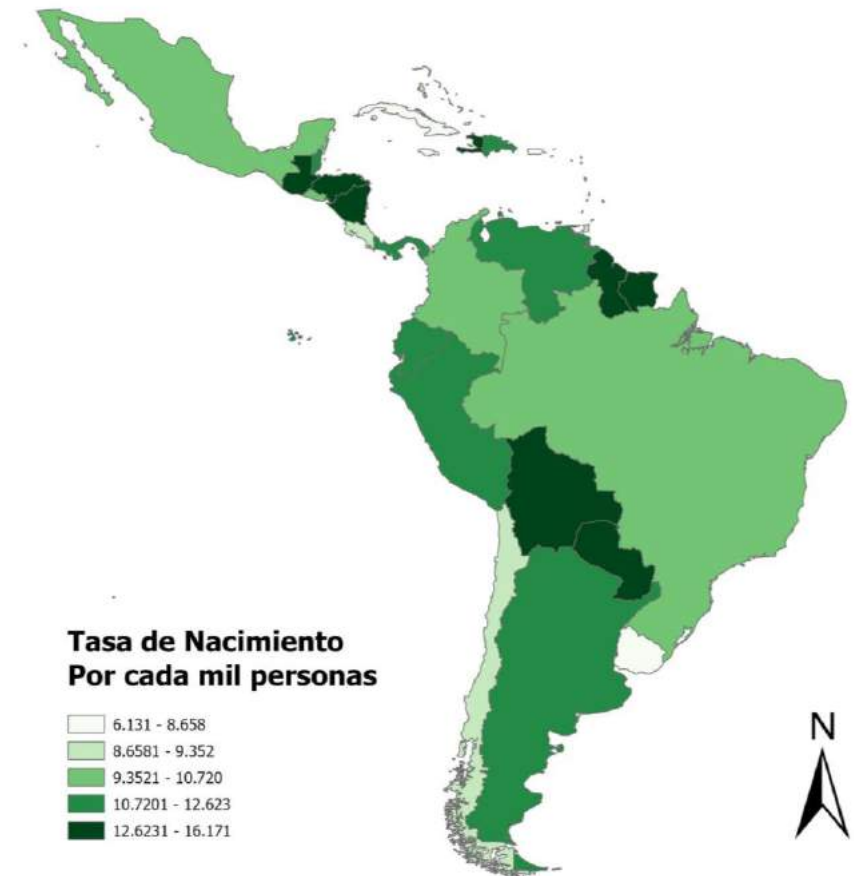 Tasa de Nacimiento
Por cada mil personas
6.131 - 8.658
8.6581 - 9.352
9.3521 - 10.720
10.7201 - 12.623
12.6231 - 16.171
N